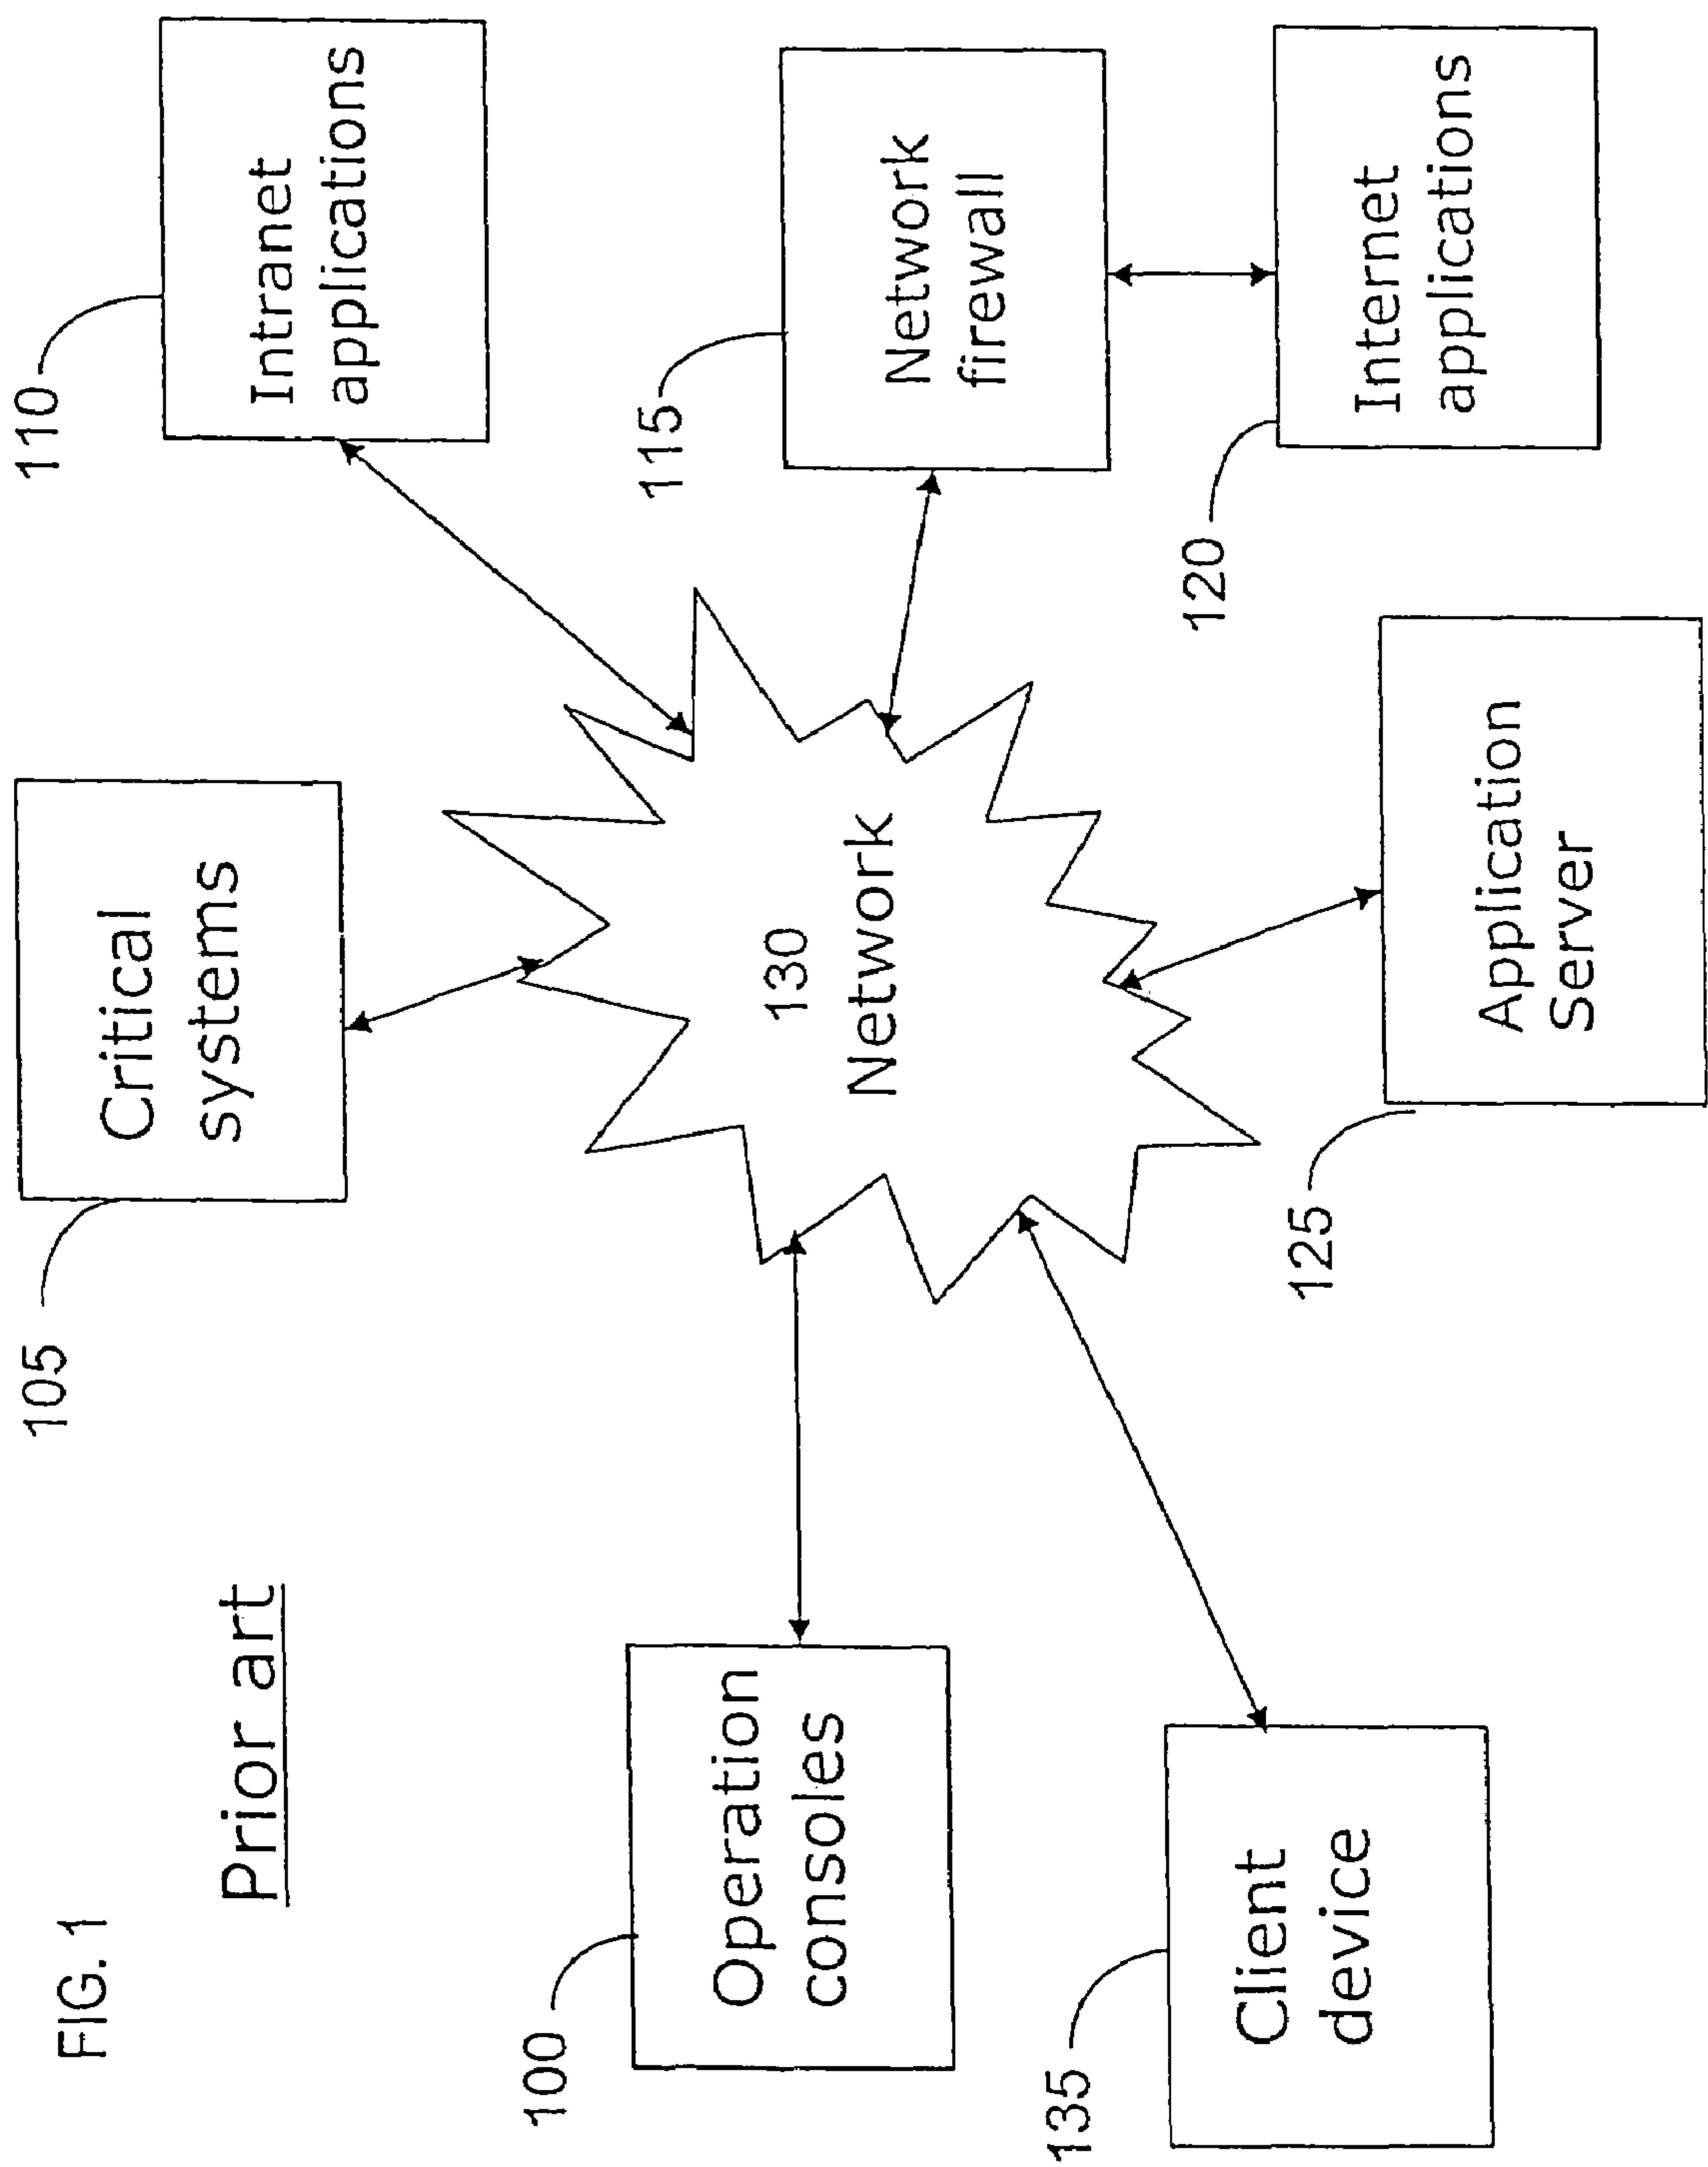 FIG. 1
Prior art
105
Critical
systems
110
Intranet
applications
100
Operation
consoles
130
Network
115
Network
firewall
135
Client
device
125
Application
Server
120
Internet
applications